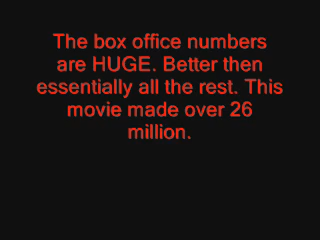 The box office numbers
are HUGE. Better then
essentially all the rest. This
movie made over 26
million.